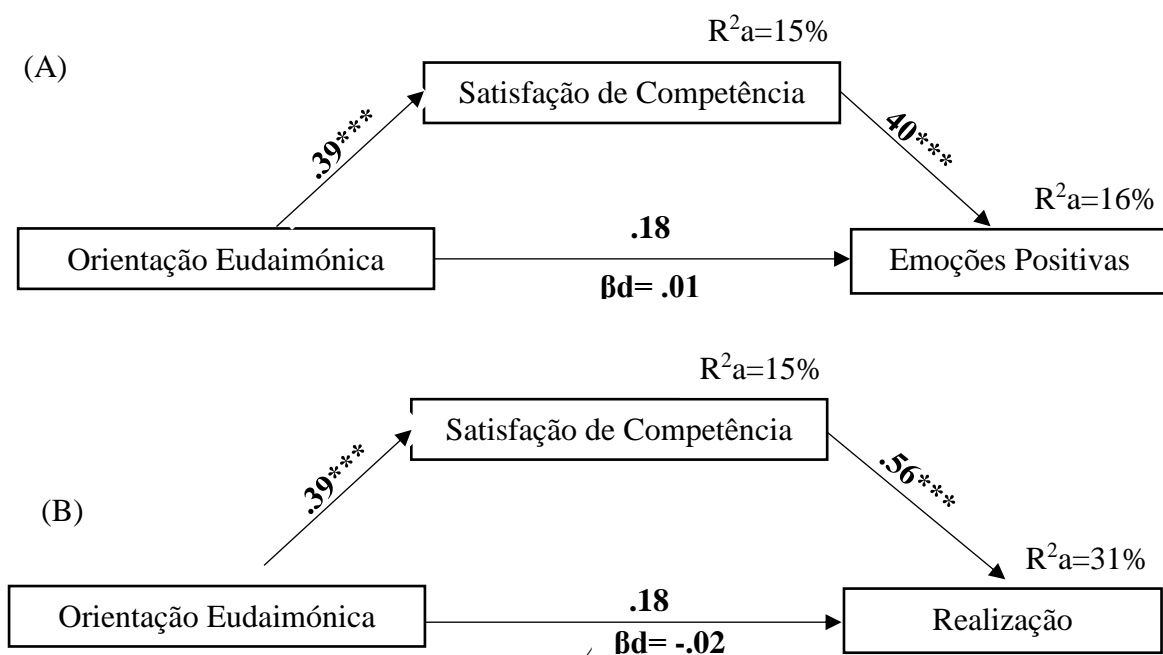 R²a=15%
(A)
Satisfação de Competência
.39***
40***
R²a=16%
.18
Orientação Eudaimónica
Emoções Positivas
βd= .01
R²a=15%
Satisfação de Competência
.39***
.56***
(B)
R²a=31%
.18
Orientação Eudaimónica
Realização
βd= -.02